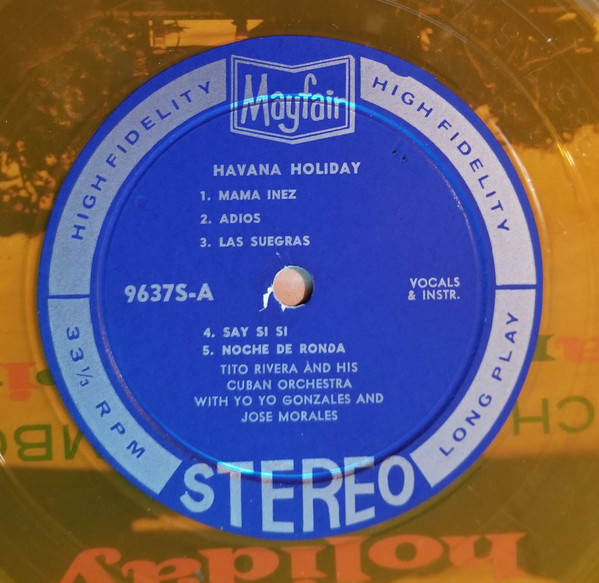 Mayfair
HIGH FIDELITY
HIGH FIDELITY
HAVANA HOLIDAY
1. MAMA INEZ
2. ADIOS
3. LAS SUEGRAS
9637S-A
VOCALS
& INSTR.
4. SAY SI SI
5. NOCHE DE RONDA
TITO RIVERA AND HIS
CUBAN ORCHESTRA
WITH YO YO GONZALES AND
JOSE MORALES
33⅓ RPM
LONG PLAY
STEREO
holiday